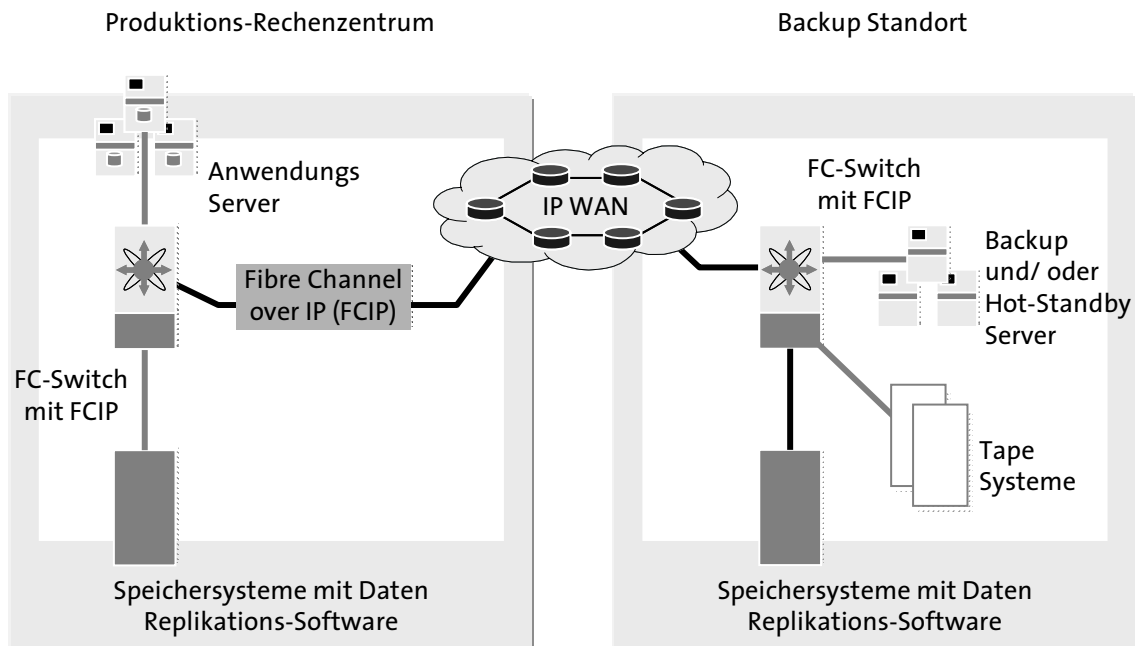 Produktions-Rechenzentrum
Backup Standort
Anwendungs
Server
Fibre Channel
over IP (FCIP)
FC-Switch
mit FCIP
Speichersysteme mit Daten
Replikations-Software
IP WAN
FC-Switch
mit FCIP
Backup
und/ oder
Hot-Standby
Server
Tape
Systeme
Speichersysteme mit Daten
Replikations-Software